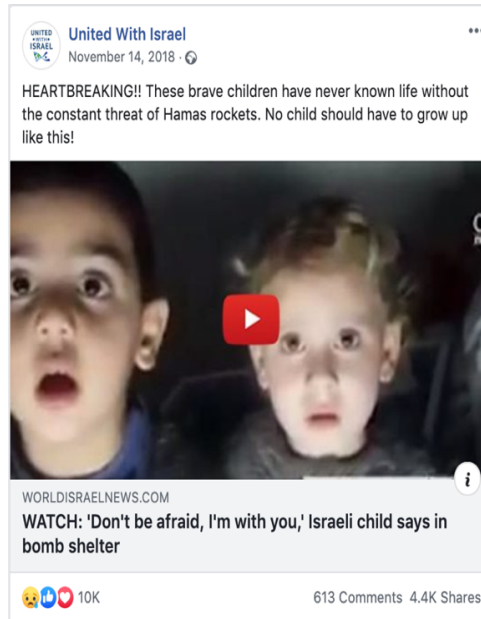 UNITED
WITH
ISRAEL
United With Israel
November 14, 2018 ·
HEARTBREAKING!! These brave children have never known life without
the constant threat of Hamas rockets. No child should have to grow up
like this!
WORLDISRAELNEWS.COM
WATCH: 'Don't be afraid, I'm with you,' Israeli child says in
bomb shelter
10K
613 Comments 4.4K Shares